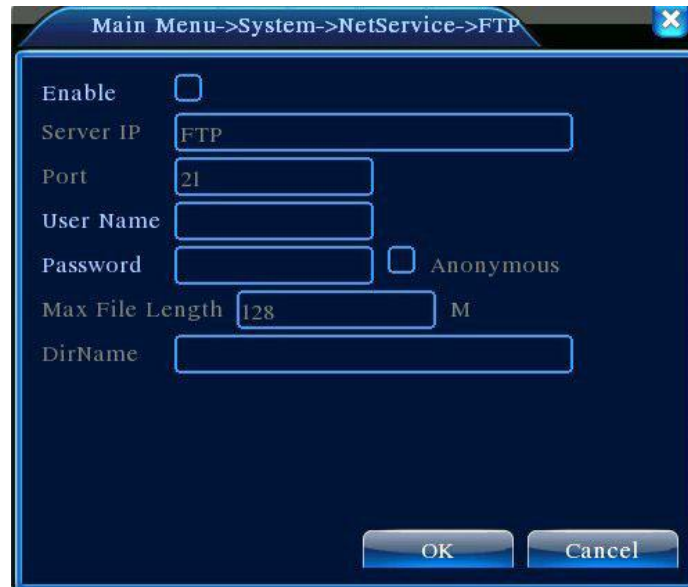 Main Menu->System->NetService->FTP
Enable
Server IP FTP
Port 21
User Name
Password Anonymous
Max File Length 128 M
DirName
OK Cancel